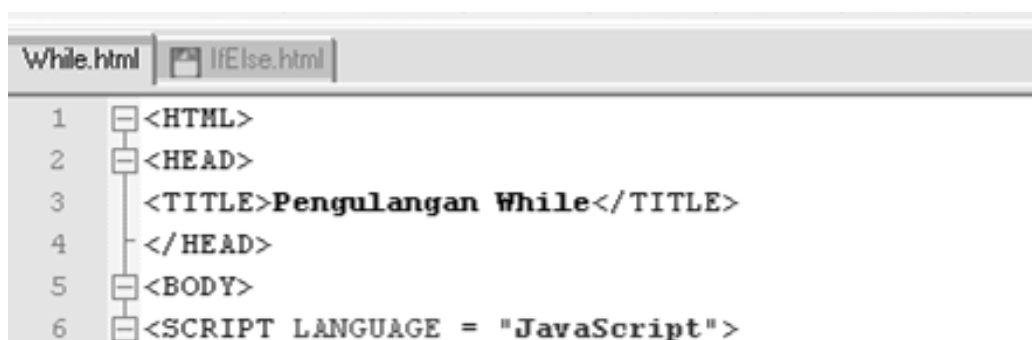 While.html IfElse.html
1 <HTML>
2 <HEAD>
3 <TITLE>Pengulangan While</TITLE>
4 </HEAD>
5 <BODY>
6 <SCRIPT LANGUAGE = "JavaScript">